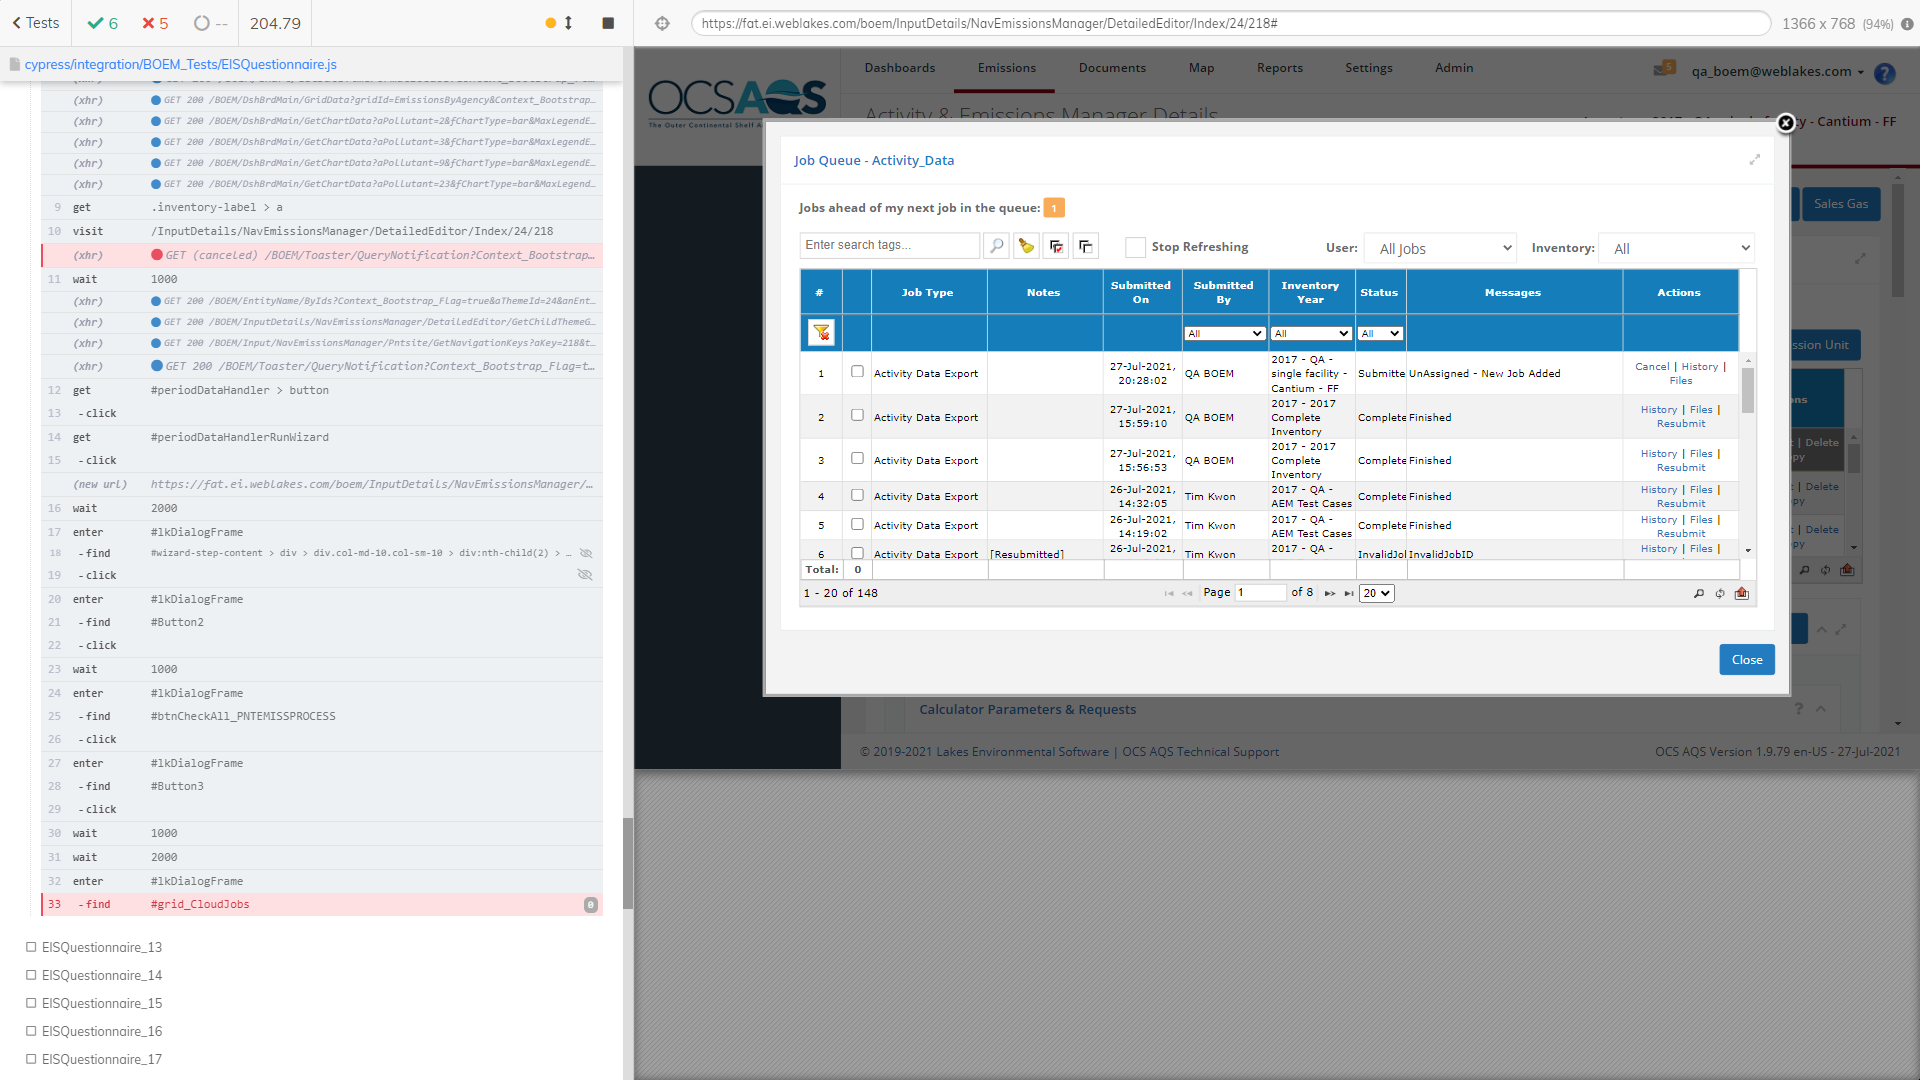 Tests
6
5
--
204.79
cypress/integration/BOEM_Tests/EISQuestionnaire.js
(xhr) GET 200 /BOEM/DshBrdMain/GridData?gridId=EmissionsByAgency&Context_Bootstrap...
(xhr) GET 200 /BOEM/DshBrdMain/GetChartData?aPollutant=2&fChartType=bar&MaxLegendE...
(xhr) GET 200 /BOEM/DshBrdMain/GetChartData?aPollutant=3&fChartType=bar&MaxLegendE...
(xhr) GET 200 /BOEM/DshBrdMain/GetChartData?aPollutant=9&fChartType=bar&MaxLegendE...
(xhr) GET 200 /BOEM/DshBrdMain/GetChartData?aPollutant=23&fChartType=bar&MaxLegend...
9 get .inventory-label > a
10 visit /InputDetails/NavEmissionsManager/DetailedEditor/Index/24/218
(xhr) GET (canceled) /BOEM/Toaster/QueryNotification?Context_Bootstrap...
11 wait 1000
(xhr) GET 200 /BOEM/EntityName/ByIds?Context_Bootstrap_Flag=true&aThemeId=24&anEnt...
(xhr) GET 200 /BOEM/InputDetails/NavEmissionsManager/DetailedEditor/GetChildThemeG...
(xhr) GET 200 /BOEM/Input/NavEmissionsManager/Pntsite/GetNavigationKeys?aKey=218&t...
(xhr) GET 200 /BOEM/Toaster/QueryNotification?Context_Bootstrap_Flag=t...
12 get #periodDataHandler > button
13 -click
14 get #periodDataHandlerRunWizard
15 -click
(new url) https://fat.ei.weblakes.com/boem/InputDetails/NavEmissionsManager/...
16 wait 2000
17 enter #lkDialogFrame
18 -find #wizard-step-content > div > div.col-md-10.col-sm-10 > div:nth-child(2) > ...
19 -click
20 enter #lkDialogFrame
21 -find #Button2
22 -click
23 wait 1000
24 enter #lkDialogFrame
25 -find #btnCheckAll_PNTEMISSPROCESS
26 -click
27 enter #lkDialogFrame
28 -find #Button3
29 -click
30 wait 1000
31 wait 2000
32 enter #lkDialogFrame
33 -find #grid_CloudJobs 0
EISQuestionnaire_13
EISQuestionnaire_14
EISQuestionnaire_15
EISQuestionnaire_16
EISQuestionnaire_17
https://fat.ei.weblakes.com/boem/InputDetails/NavEmissionsManager/DetailedEditor/Index/24/218#
1366 x 768 (94%)
OCSAQS
The Outer Continental Shelf A
Dashboards Emissions Documents Map Reports Settings Admin
5
qa_boem@weblakes.com
?
Activity & Emissions Manager Details
y - Cantium - FF
Sales Gas
ssion Unit
ns
Delete
py
Delete
py
Delete
py
Job Queue - Activity_Data
Jobs ahead of my next job in the queue: 1
Enter search tags...
Stop Refreshing
User: All Jobs
Inventory: All
# Job Type Notes Submitted On Submitted By Inventory Year Status Messages Actions
All All All
1 Activity Data Export 27-Jul-2021, 20:28:02 QA BOEM 2017 - QA - single facility - Cantium - FF Submitte UnAssigned - New Job Added Cancel | History | Files
2 Activity Data Export 27-Jul-2021, 15:59:10 QA BOEM 2017 - 2017 Complete Inventory Complete Finished History | Files | Resubmit
3 Activity Data Export 27-Jul-2021, 15:56:53 QA BOEM 2017 - 2017 Complete Inventory Complete Finished History | Files | Resubmit
4 Activity Data Export 26-Jul-2021, 14:32:05 Tim Kwon 2017 - QA - AEM Test Cases Complete Finished History | Files | Resubmit
5 Activity Data Export 26-Jul-2021, 14:19:02 Tim Kwon 2017 - QA - AEM Test Cases Complete Finished History | Files | Resubmit
6 Activity Data Export [Resubmitted] 26-Jul-2021, Tim Kwon 2017 - QA - InvalidJol InvalidJobID History | Files |
Total: 0
1 - 20 of 148
Page 1 of 8
20
Close
Calculator Parameters & Requests
?
© 2019-2021 Lakes Environmental Software | OCS AQS Technical Support
OCS AQS Version 1.9.79 en-US - 27-Jul-2021